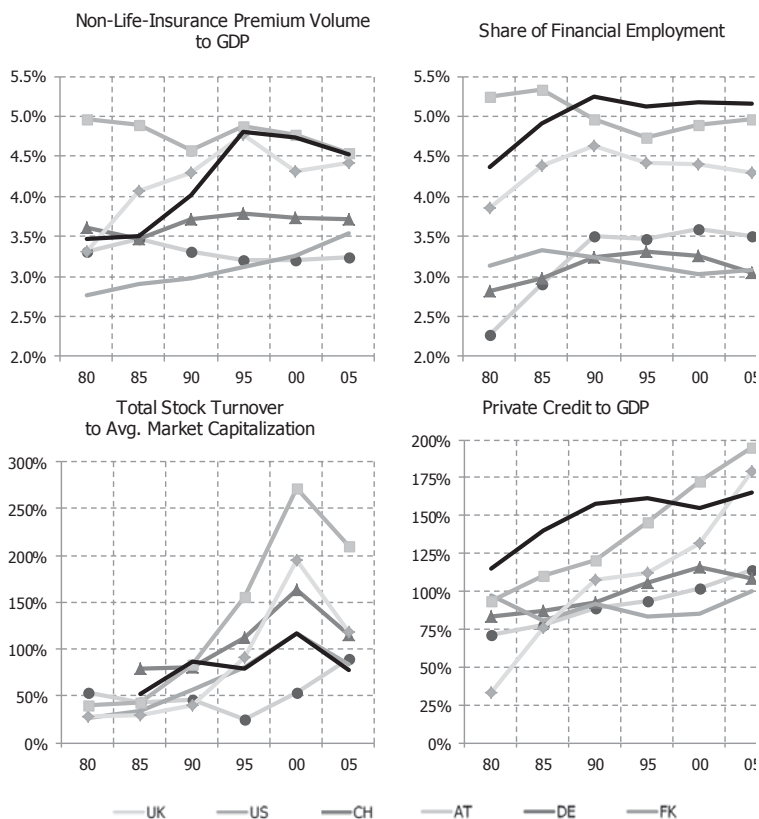 Non-Life-Insurance Premium Volume
to GDP
5.5%
5.0%
4.5%
4.0%
3.5%
3.0%
2.5%
2.0%
80 85 90 95 00 05
Share of Financial Employment
5.5%
5.0%
4.5%
4.0%
3.5%
3.0%
2.5%
2.0%
80 85 90 95 00 05
Total Stock Turnover
to Avg. Market Capitalization
300%
250%
200%
150%
100%
50%
0%
80 85 90 95 00 05
Private Credit to GDP
200%
175%
150%
125%
100%
75%
50%
25%
0%
80 85 90 95 00 05
UK US CH AT DE FK